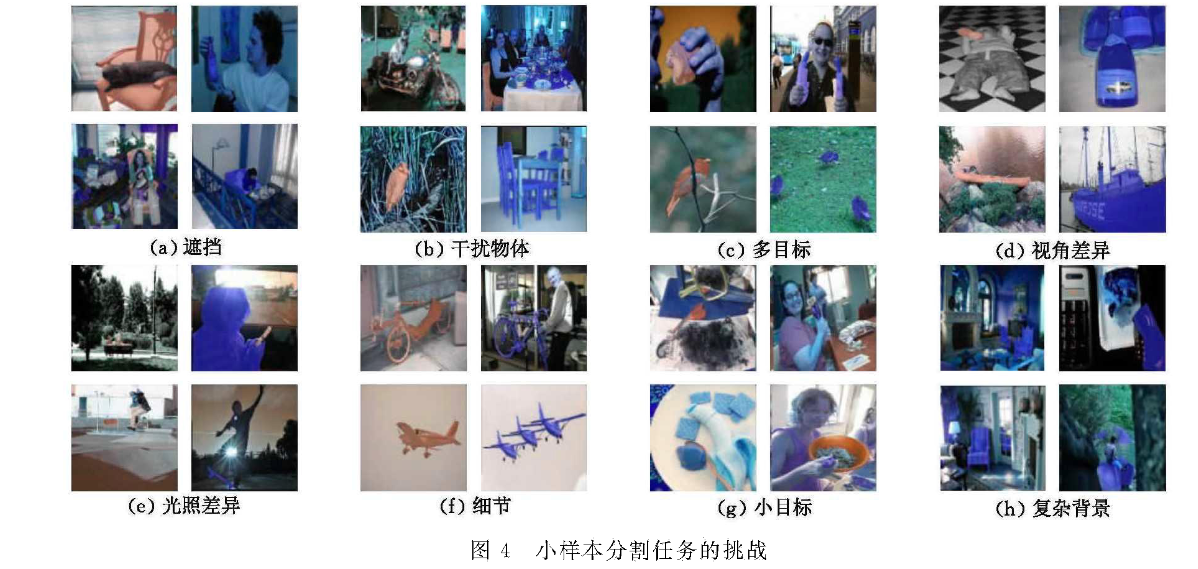 (a) 遮挡
(b) 干扰物体
(c) 多目标
(d) 视角差异
(e) 光照差异
(f) 细节
(g) 小目标
(h) 复杂背景
图 4 小样本分割任务的挑战